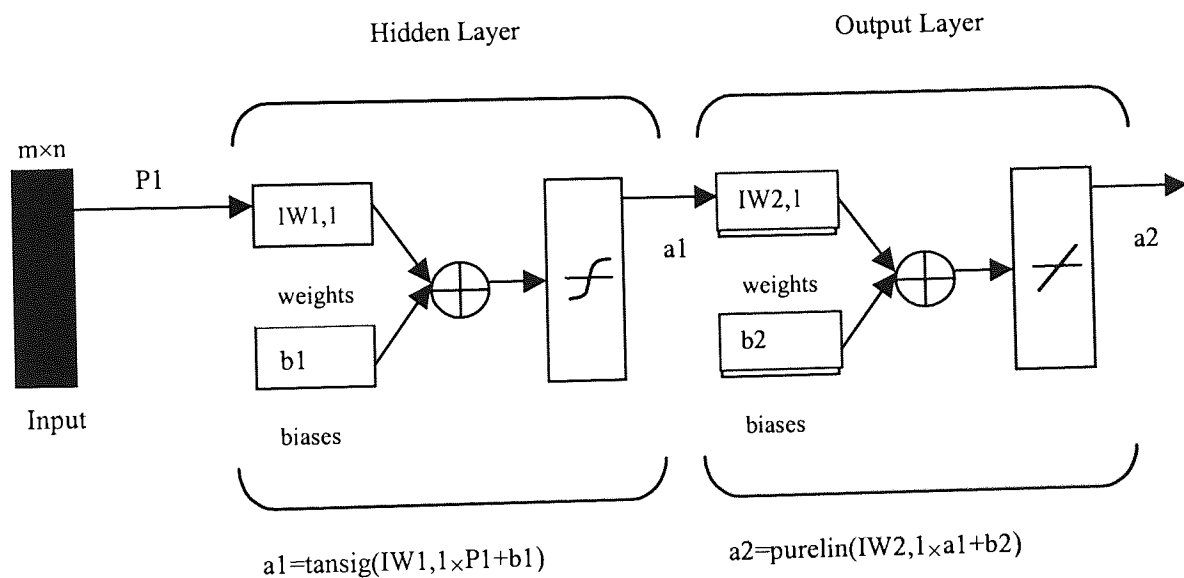 Hidden Layer
Output Layer
m×n
P1
IW1,1
a1
IW2,1
a2
weights
weights
b1
b2
Input
biases
biases
a1=tansig(IW1,1×P1+b1)
a2=purelin(IW2,1×a1+b2)